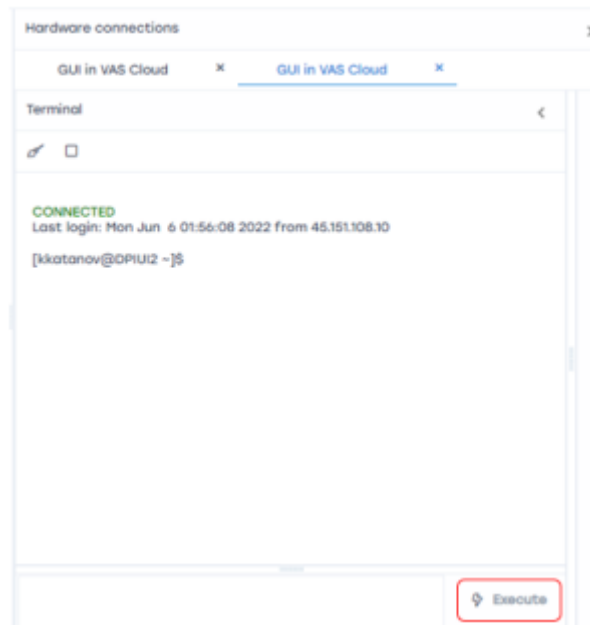 Hardware connections
GUI in VAS Cloud × GUI in VAS Cloud ×
Terminal
CONNECTED
Last login: Mon Jun 6 01:56:08 2022 from 45.151.108.10
[kkatanov@DPIUI2 ~]$
Execute